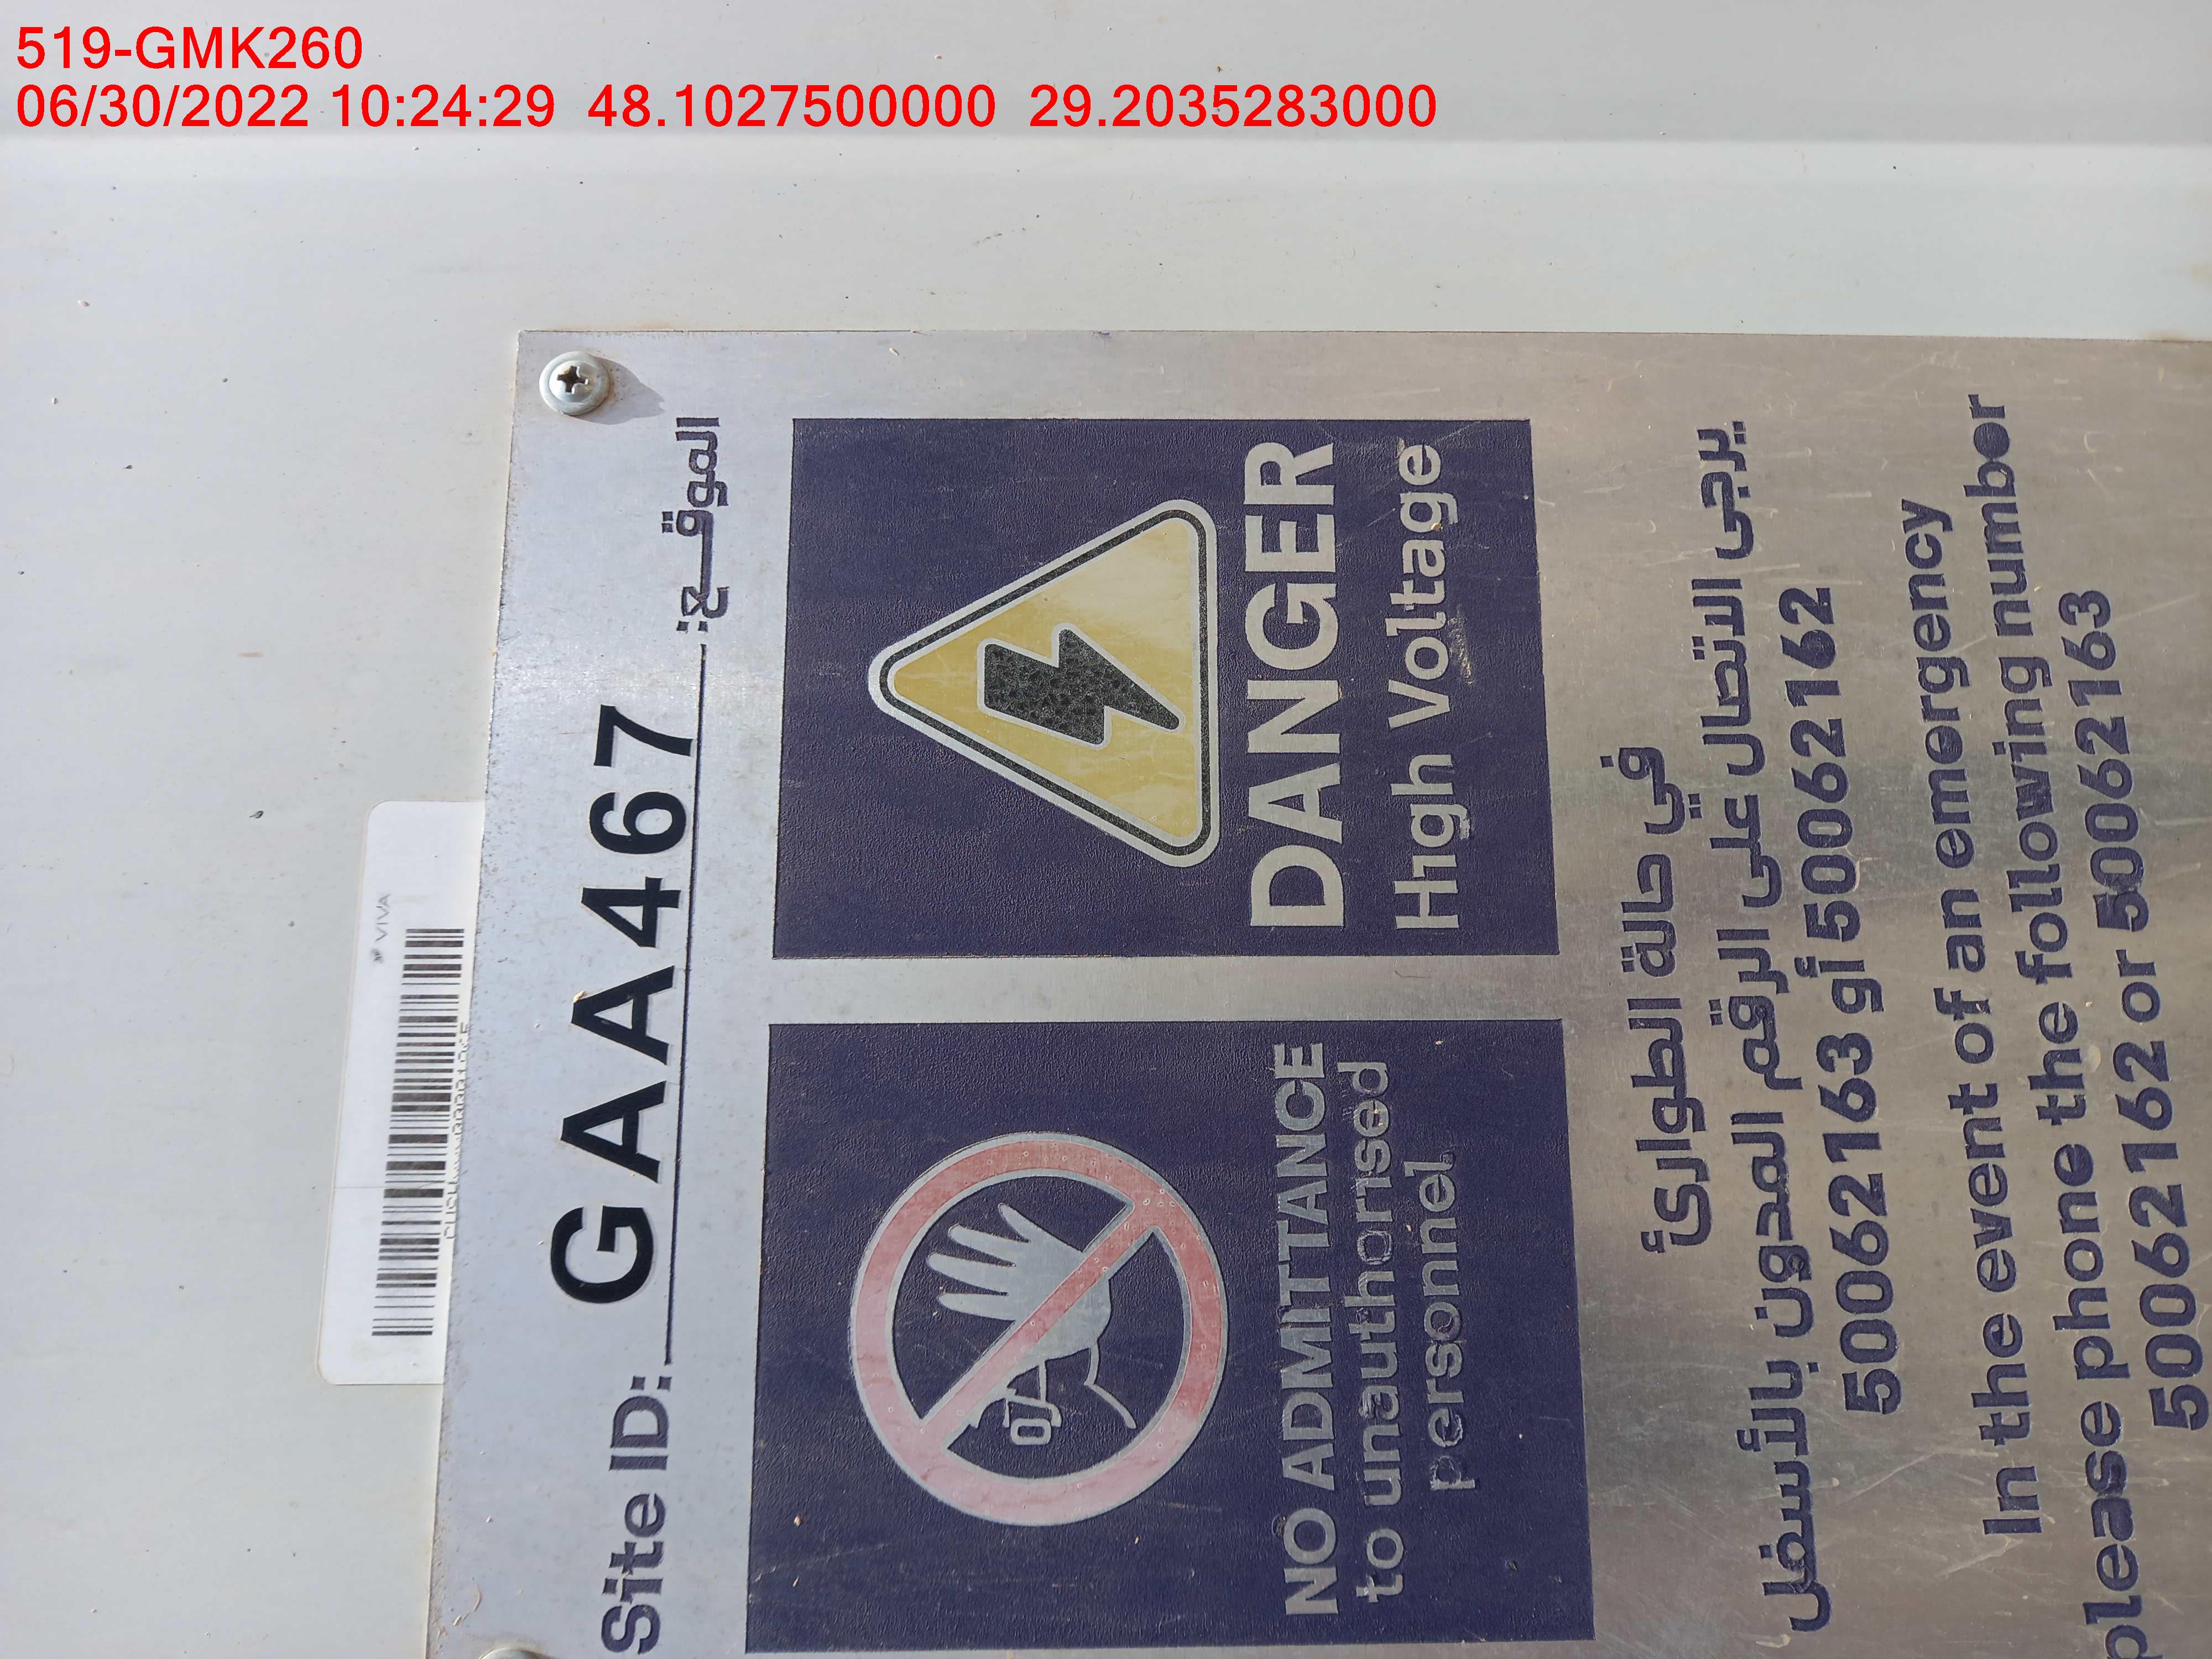 519-GMK260
06/30/2022 10:24:29 48.1027500000 29.2035283000
VIVA
Site ID: GAA467 الموقع:
NO ADMITTANCE
to unauthorised
personnel
DANGER
High Voltage
في حالة الطوارئ
يرجى الاتصال على الرقم المدون بالأسفل
50062163 أو 50062162
In the event of an emergency
please phone the following number
50062162 or 50062163